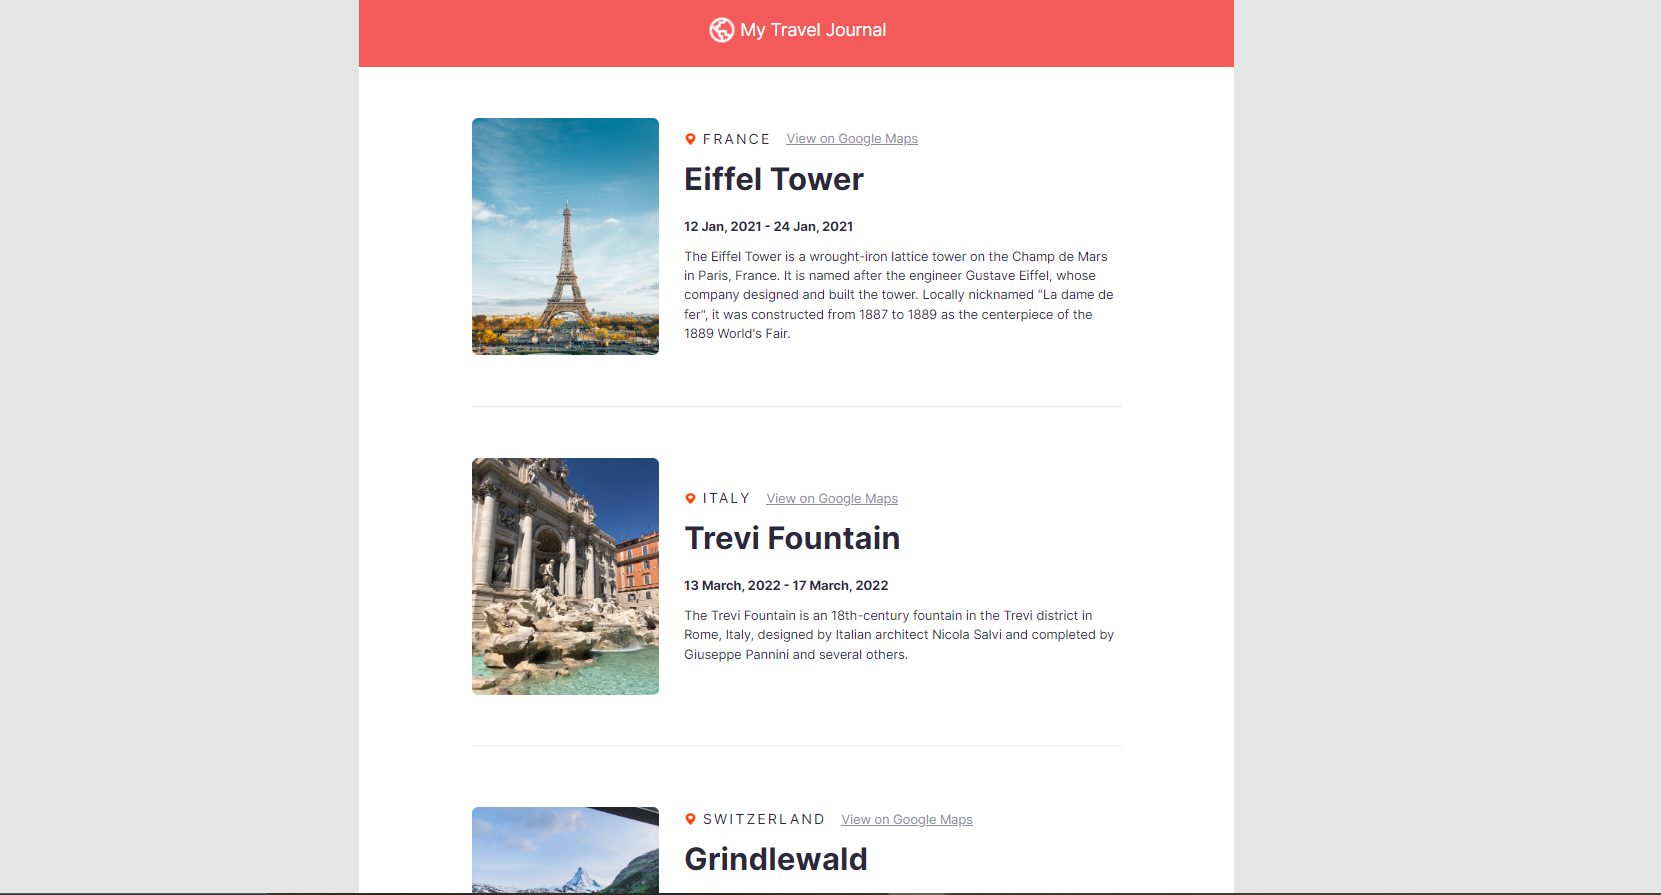 My Travel Journal
FRANCE View on Google Maps
Eiffel Tower
12 Jan, 2021 - 24 Jan, 2021
The Eiffel Tower is a wrought-iron lattice tower on the Champ de Mars
in Paris, France. It is named after the engineer Gustave Eiffel, whose
company designed and built the tower. Locally nicknamed "La dame de
fer", it was constructed from 1887 to 1889 as the centerpiece of the
1889 World's Fair.
ITALY View on Google Maps
Trevi Fountain
13 March, 2022 - 17 March, 2022
The Trevi Fountain is an 18th-century fountain in the Trevi district in
Rome, Italy, designed by Italian architect Nicola Salvi and completed by
Giuseppe Pannini and several others.
SWITZERLAND View on Google Maps
Grindlewald